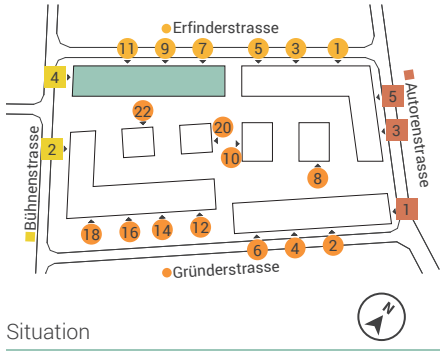 Erfinderstrasse
11 9 7 5 3 1
4
5
Autorenstrasse
22
20
3
2
10
8
Bühnenstrasse
1
18 16 14 12
6 4 2
Gründerstrasse
N
Situation